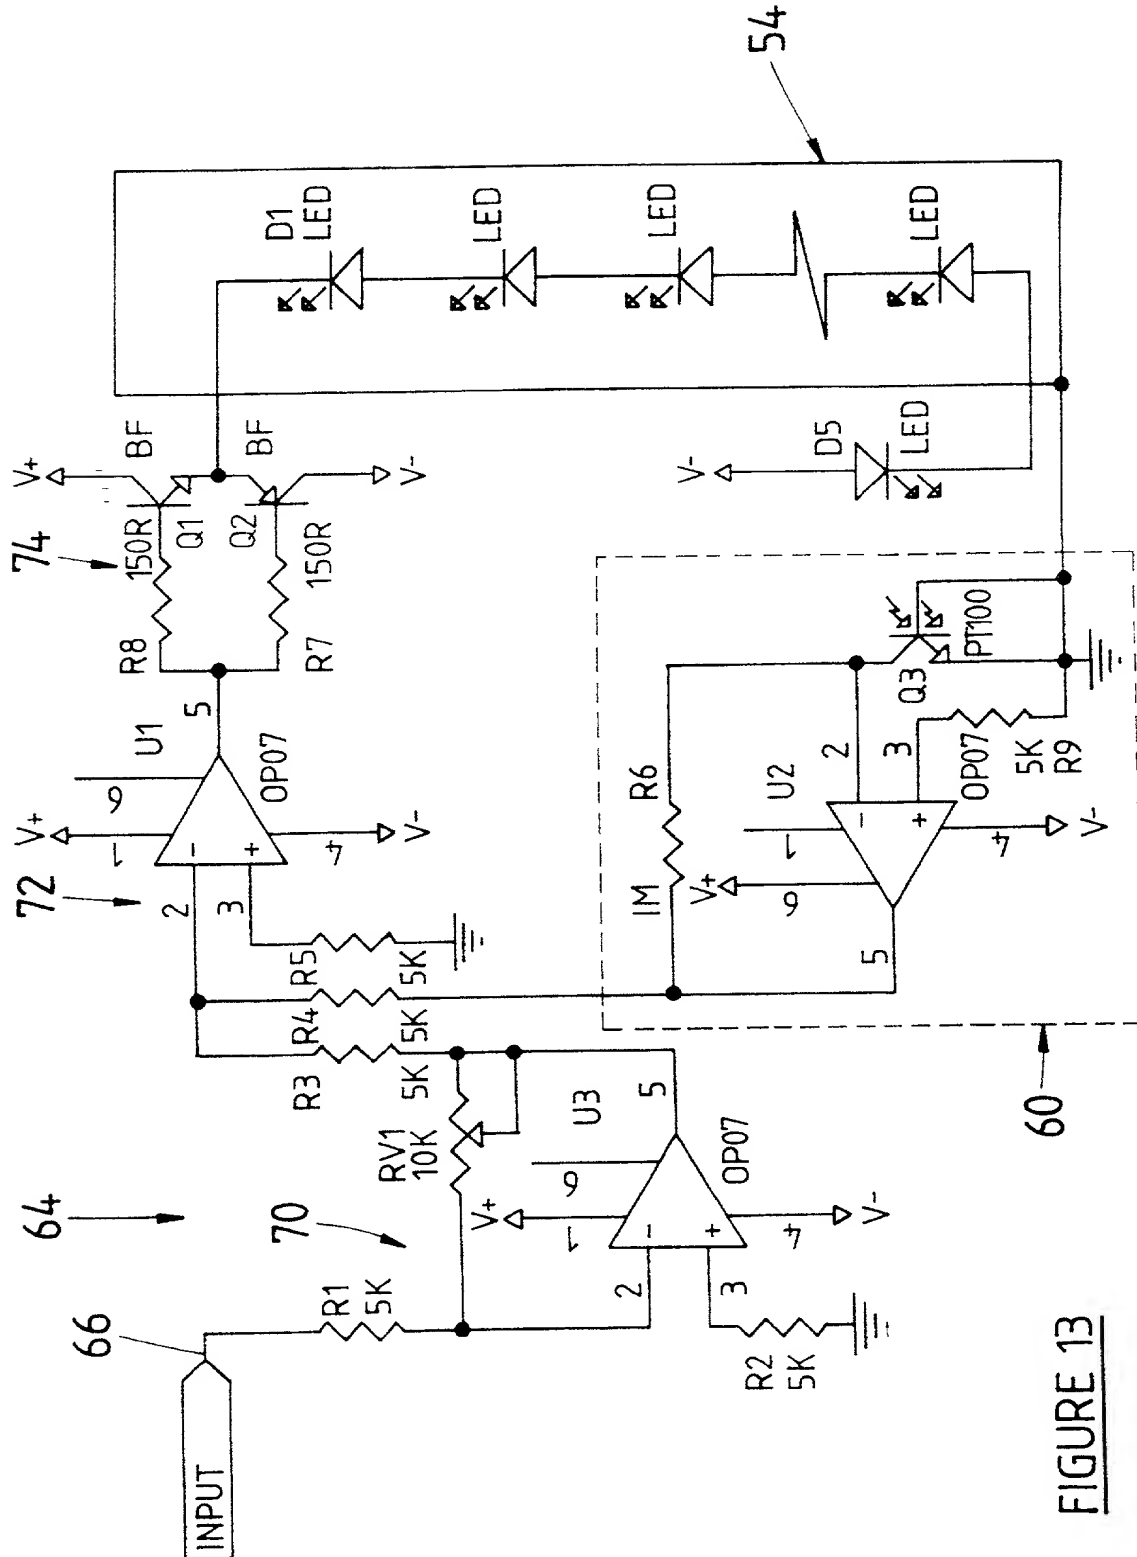 INPUT
66
64
R1
5K
70
R2
5K
2
3
V+
1
6
4
V-
U3
OP07
5
RV1
10K
R3
5K
R4
5K
R5
5K
72
2
3
V+
1
6
4
V-
U1
OP07
5
74
R8
150R
R7
150R
V+
Q1
BF
Q2
BF
V-
D1
LED
LED
LED
LED
54
V-
D5
LED
60
R6
1M
V+
6
1
5
U2
OP07
4
V-
2
3
5K
R9
Q3
PT100
FIGURE 13